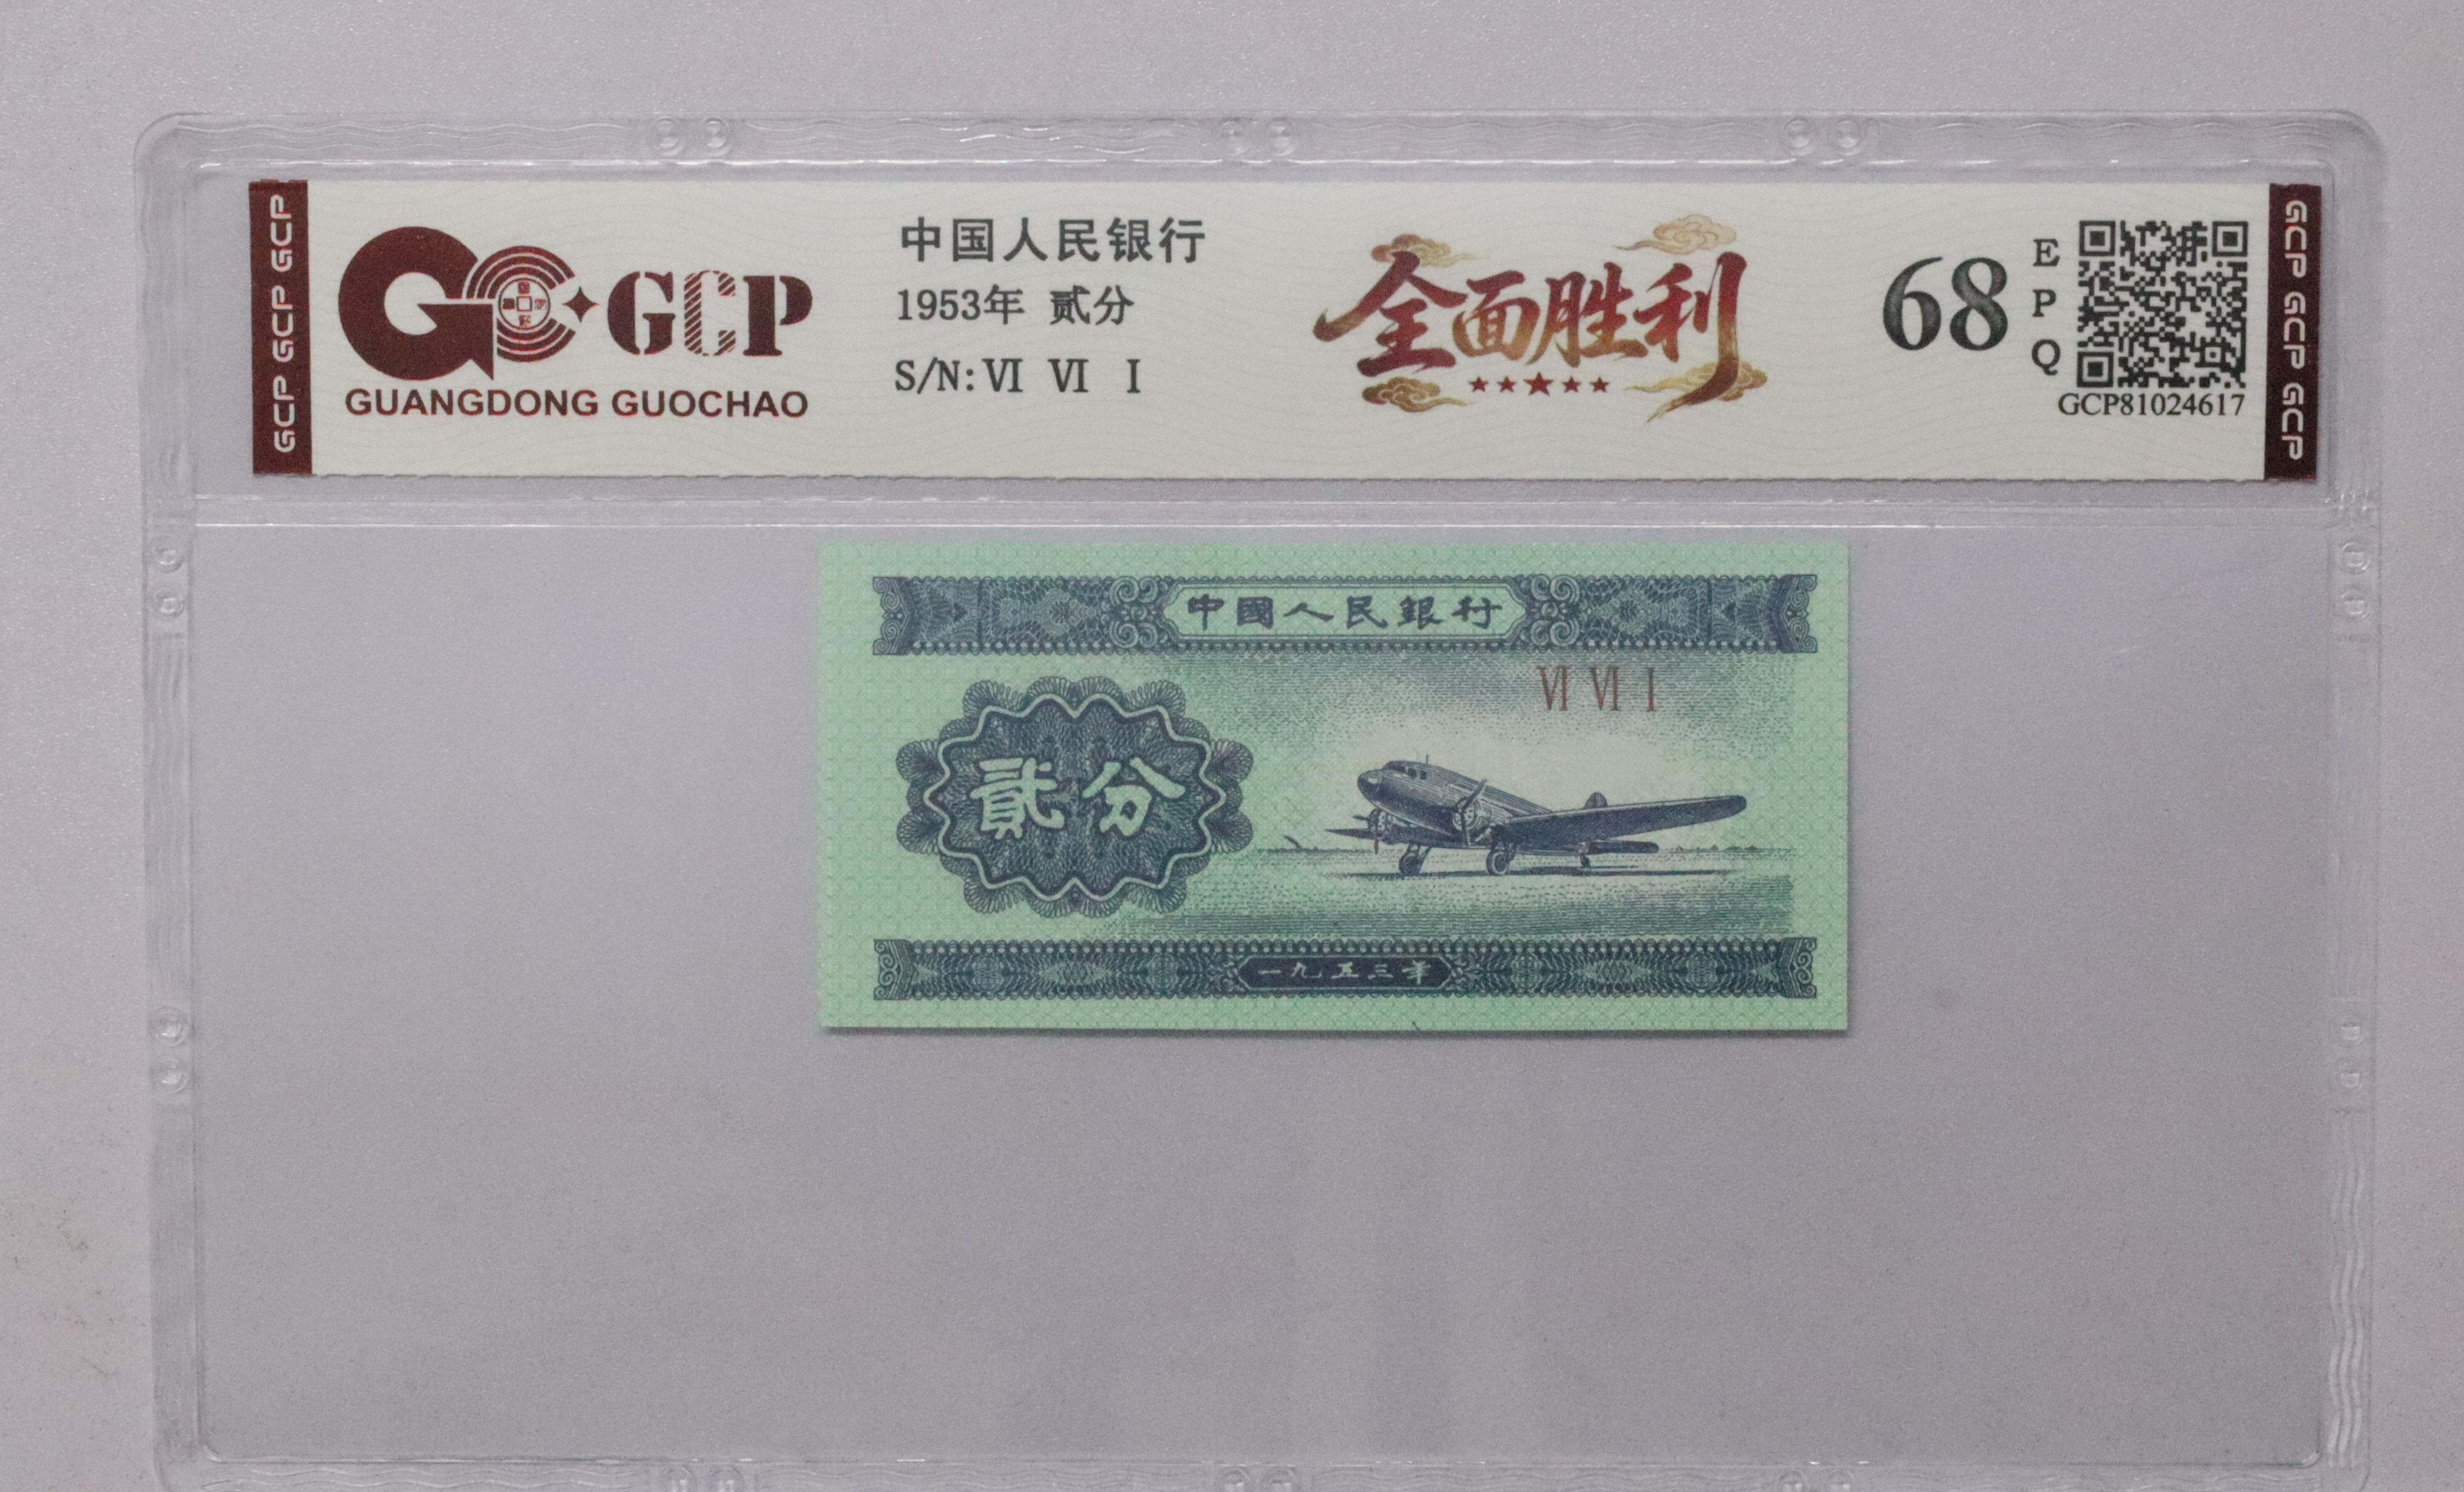 GCP GCP GCP
GCP
GUANGDONG GUOCHAO
中国人民银行
1953年 贰分
S/N: VI VI I
全面胜利
68
E
P
Q
GCP81024617
GCP GCP GCP
中國人民銀行
VI VI I
貳分
一九五三年